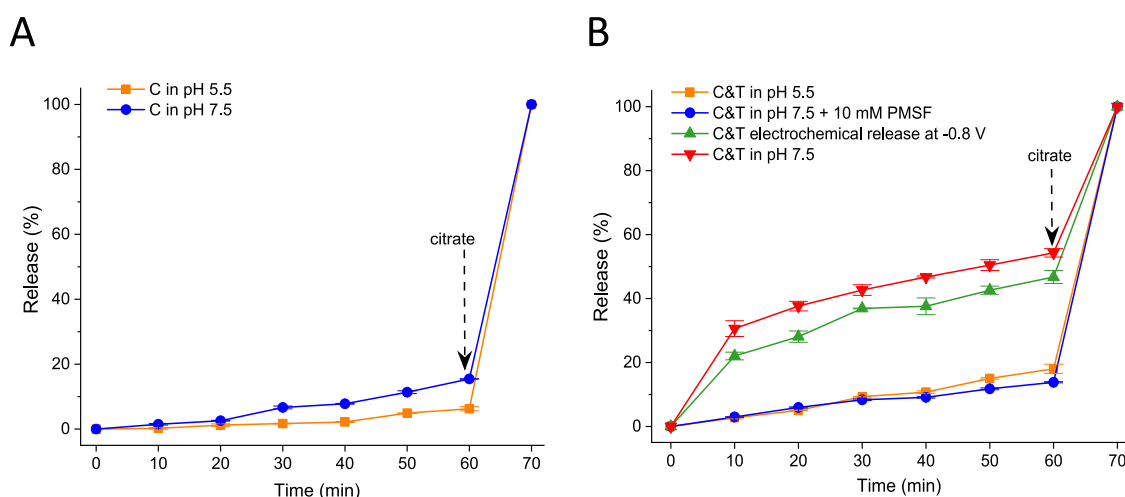 A
C in pH 5.5
C in pH 7.5
100
80
60
40
20
0
Release (%)
citrate
0 10 20 30 40 50 60 70
Time (min)
B
C&T in pH 5.5
C&T in pH 7.5 + 10 mM PMSF
C&T electrochemical release at -0.8 V
C&T in pH 7.5
100
80
60
40
20
0
Release (%)
citrate
0 10 20 30 40 50 60 70
Time (min)